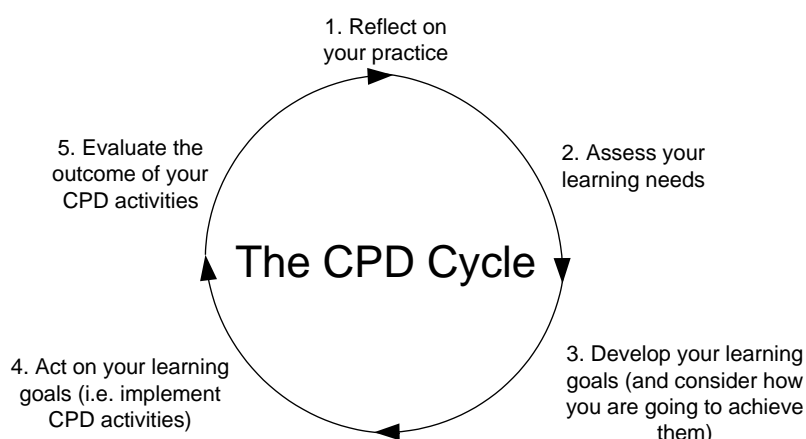 1. Reflect on
your practice
2. Assess your
learning needs
3. Develop your learning
goals (and consider how
you are going to achieve
them)
4. Act on your learning
goals (i.e. implement
CPD activities)
5. Evaluate the
outcome of your
CPD activities
The CPD Cycle